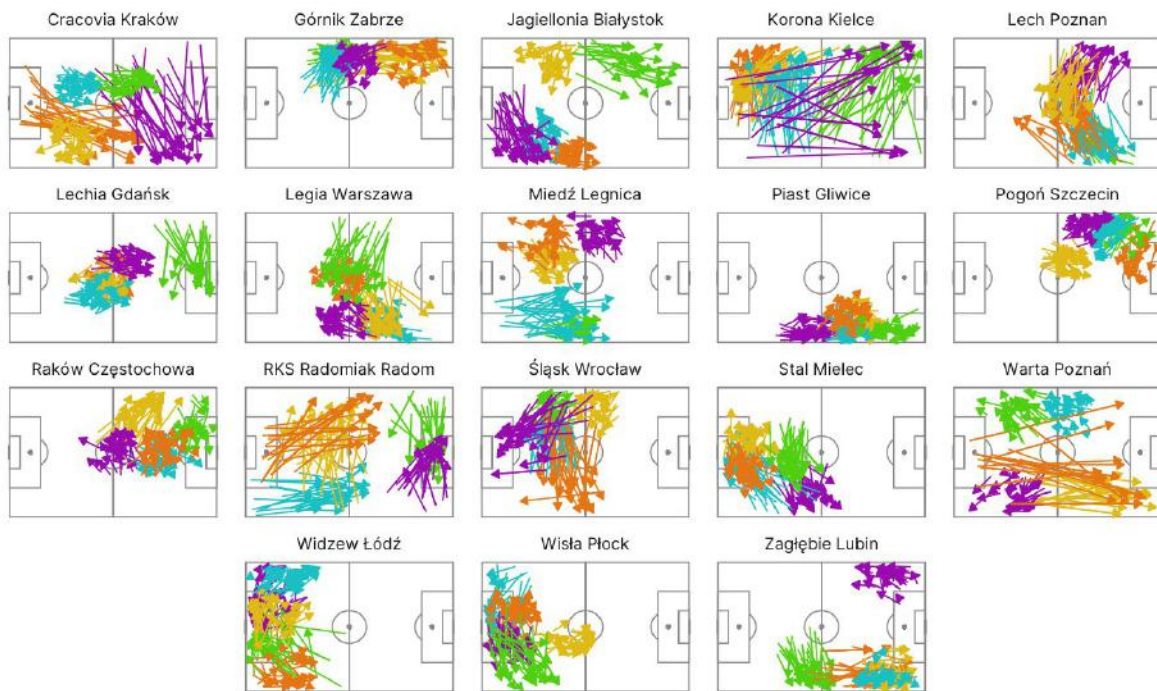 Cracovia Kraków
Górnik Zabrze
Jagiellonia Białystok
Korona Kielce
Lech Poznan
Lechia Gdańsk
Legia Warszawa
Miedź Legnica
Piast Gliwice
Pogoń Szczecin
Raków Częstochowa
RKS Radomiak Radom
Śląsk Wrocław
Stal Mielec
Warta Poznań
Widzew Łódź
Wisła Płock
Zagłębie Lubin